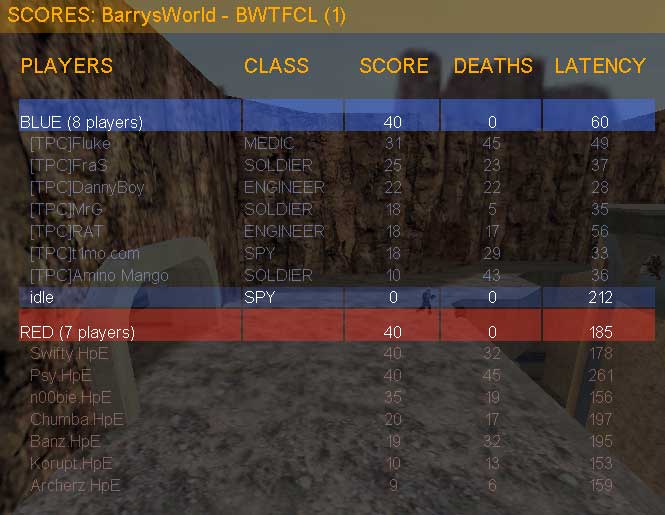 SCORES: BarrysWorld - BWTFCL (1)
PLAYERS CLASS SCORE DEATHS LATENCY
BLUE (8 players) 40 0 60
[TPC]Fluke MEDIC 31 45 49
[TPC]FraS SOLDIER 25 23 37
[TPC]DannyBoy ENGINEER 22 22 28
[TPC]MrG SOLDIER 18 5 35
[TPC]RAT ENGINEER 18 17 56
[TPC]t1mo.com SPY 18 29 33
[TPC]Amino Mango SOLDIER 10 43 36
idle SPY 0 0 212
RED (7 players) 40 0 185
Swifty.HpE 40 32 178
Psy.HpE 40 45 261
n00bie.HpE 35 19 156
Chumba.HpE 20 17 197
Banz.HpE 19 32 195
Korupt.HpE 10 13 153
Archerz.HpE 9 6 159